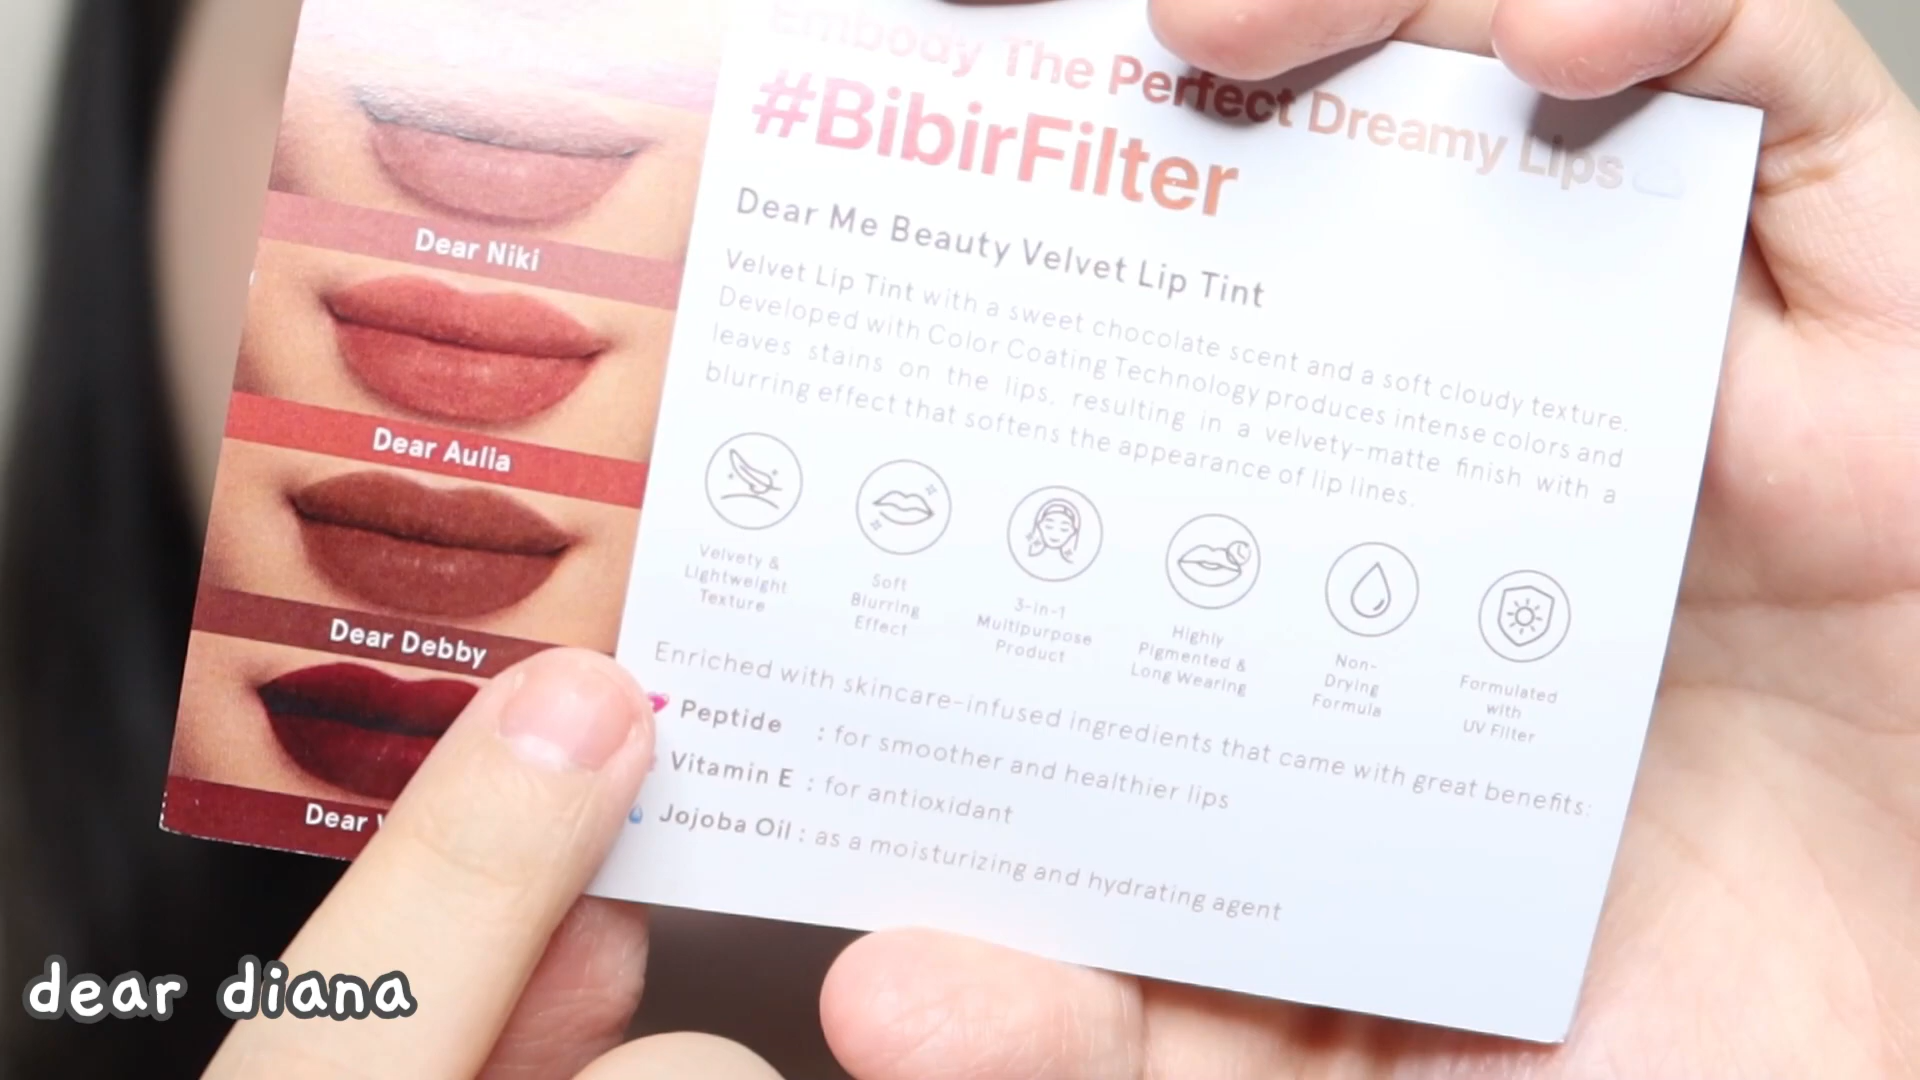 Embody The Perfect Dreamy Lips
#BibirFilter
Dear Me Beauty Velvet Lip Tint
Velvet Lip Tint with a sweet chocolate scent and a soft cloudy texture.
Developed with Color Coating Technology produces intense colors and
leaves stains on the lips, resulting in a velvety-matte finish with a
blurring effect that softens the appearance of lip lines.
Velvety &
Lightweight
Texture
Soft
Blurring
Effect
3-in-1
Multipurpose
Product
Highly
Pigmented &
Long Wearing
Non-
Drying
Formula
Formulated
with
UV Filter
Enriched with skincare-infused ingredients that came with great benefits:
Peptide : for smoother and healthier lips
Vitamin E : for antioxidant
Jojoba Oil : as a moisturizing and hydrating agent
Dear Niki
Dear Aulia
Dear Debby
Dear
dear diana